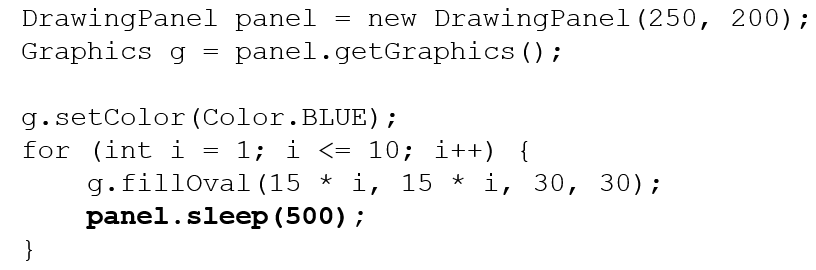 DrawingPanel panel = new DrawingPanel(250, 200);
Graphics g = panel.getGraphics();

g.setColor(Color.BLUE);
for (int i = 1; i <= 10; i++) {
    g.fillOval(15 * i, 15 * i, 30, 30);
    panel.sleep(500);
}